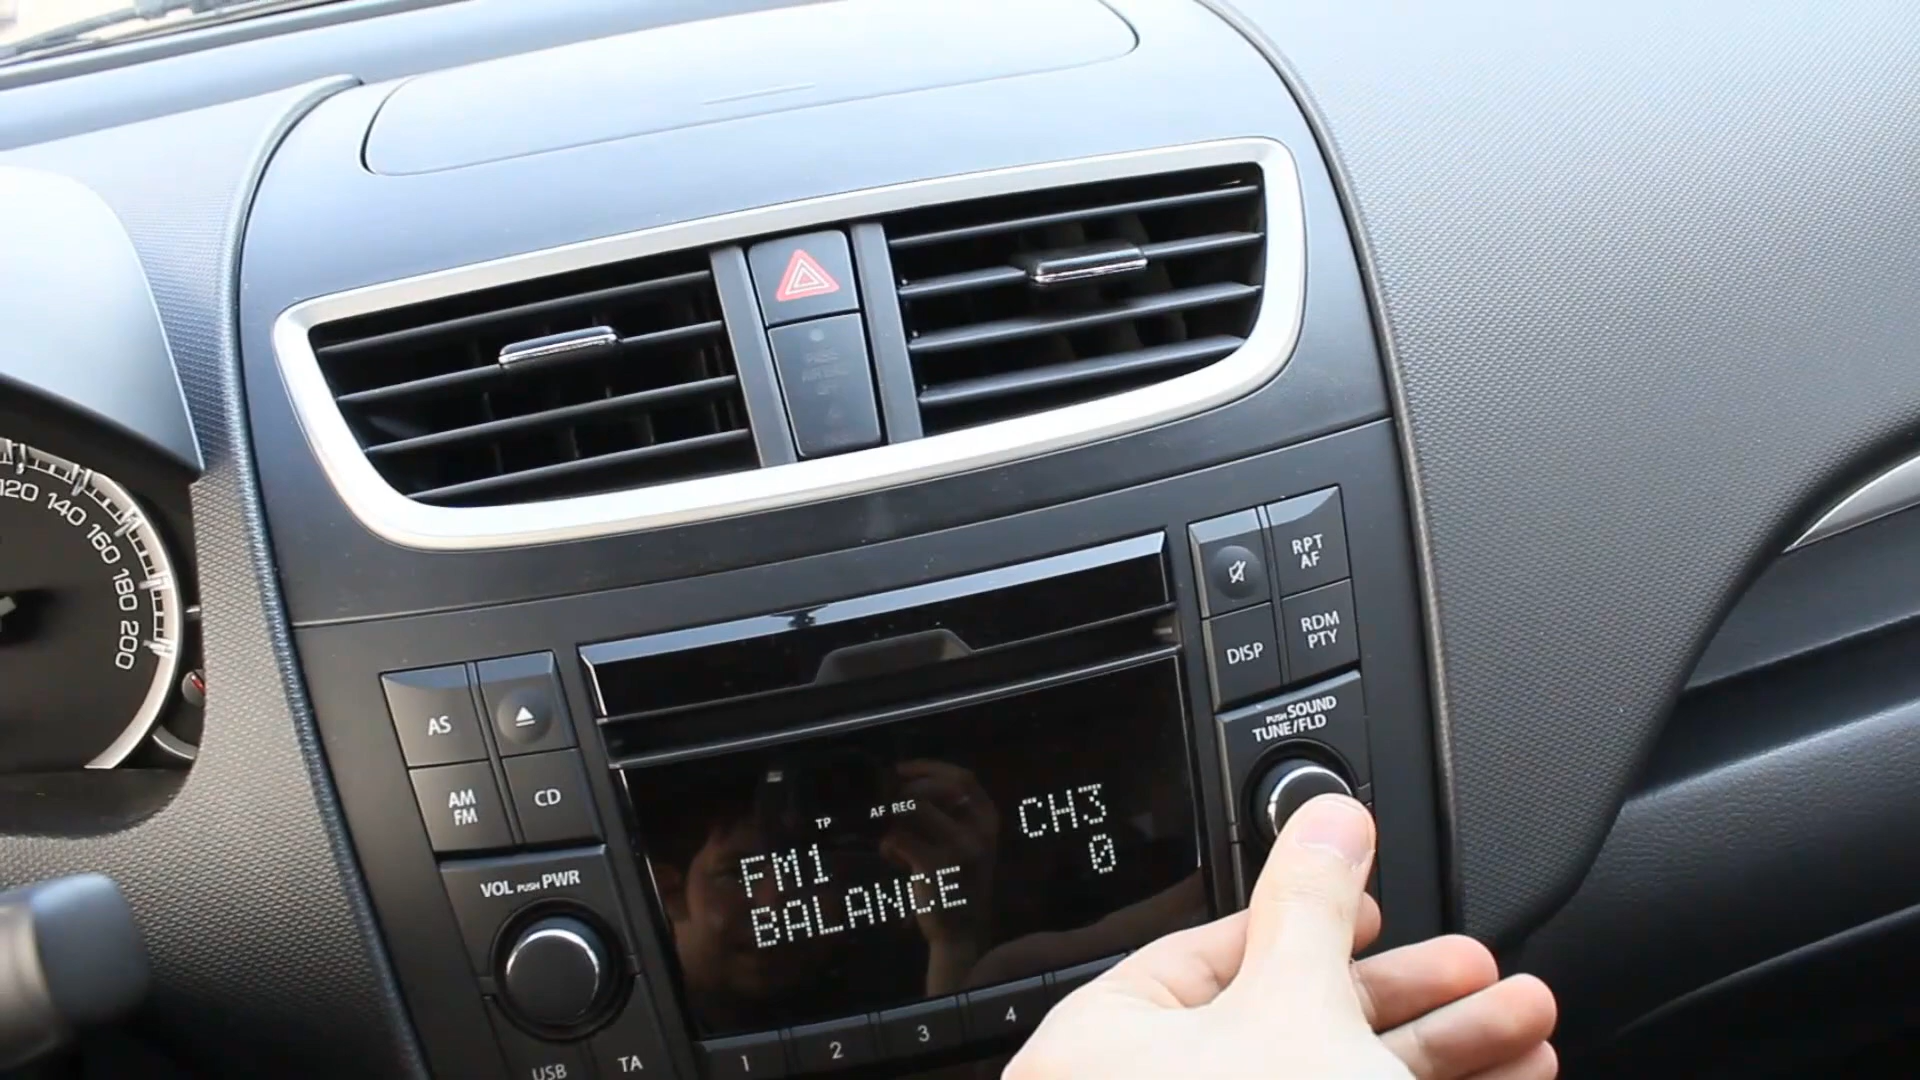 120
140
160
180
200
RPT
AF
DISP
RDM
PTY
AS
AM
FM
CD
PUSH SOUND
TUNE/FLD
VOL PUSH PWR
TP AF REG
FM1 CH3
BALANCE 0
1 2 3 4
USB TA